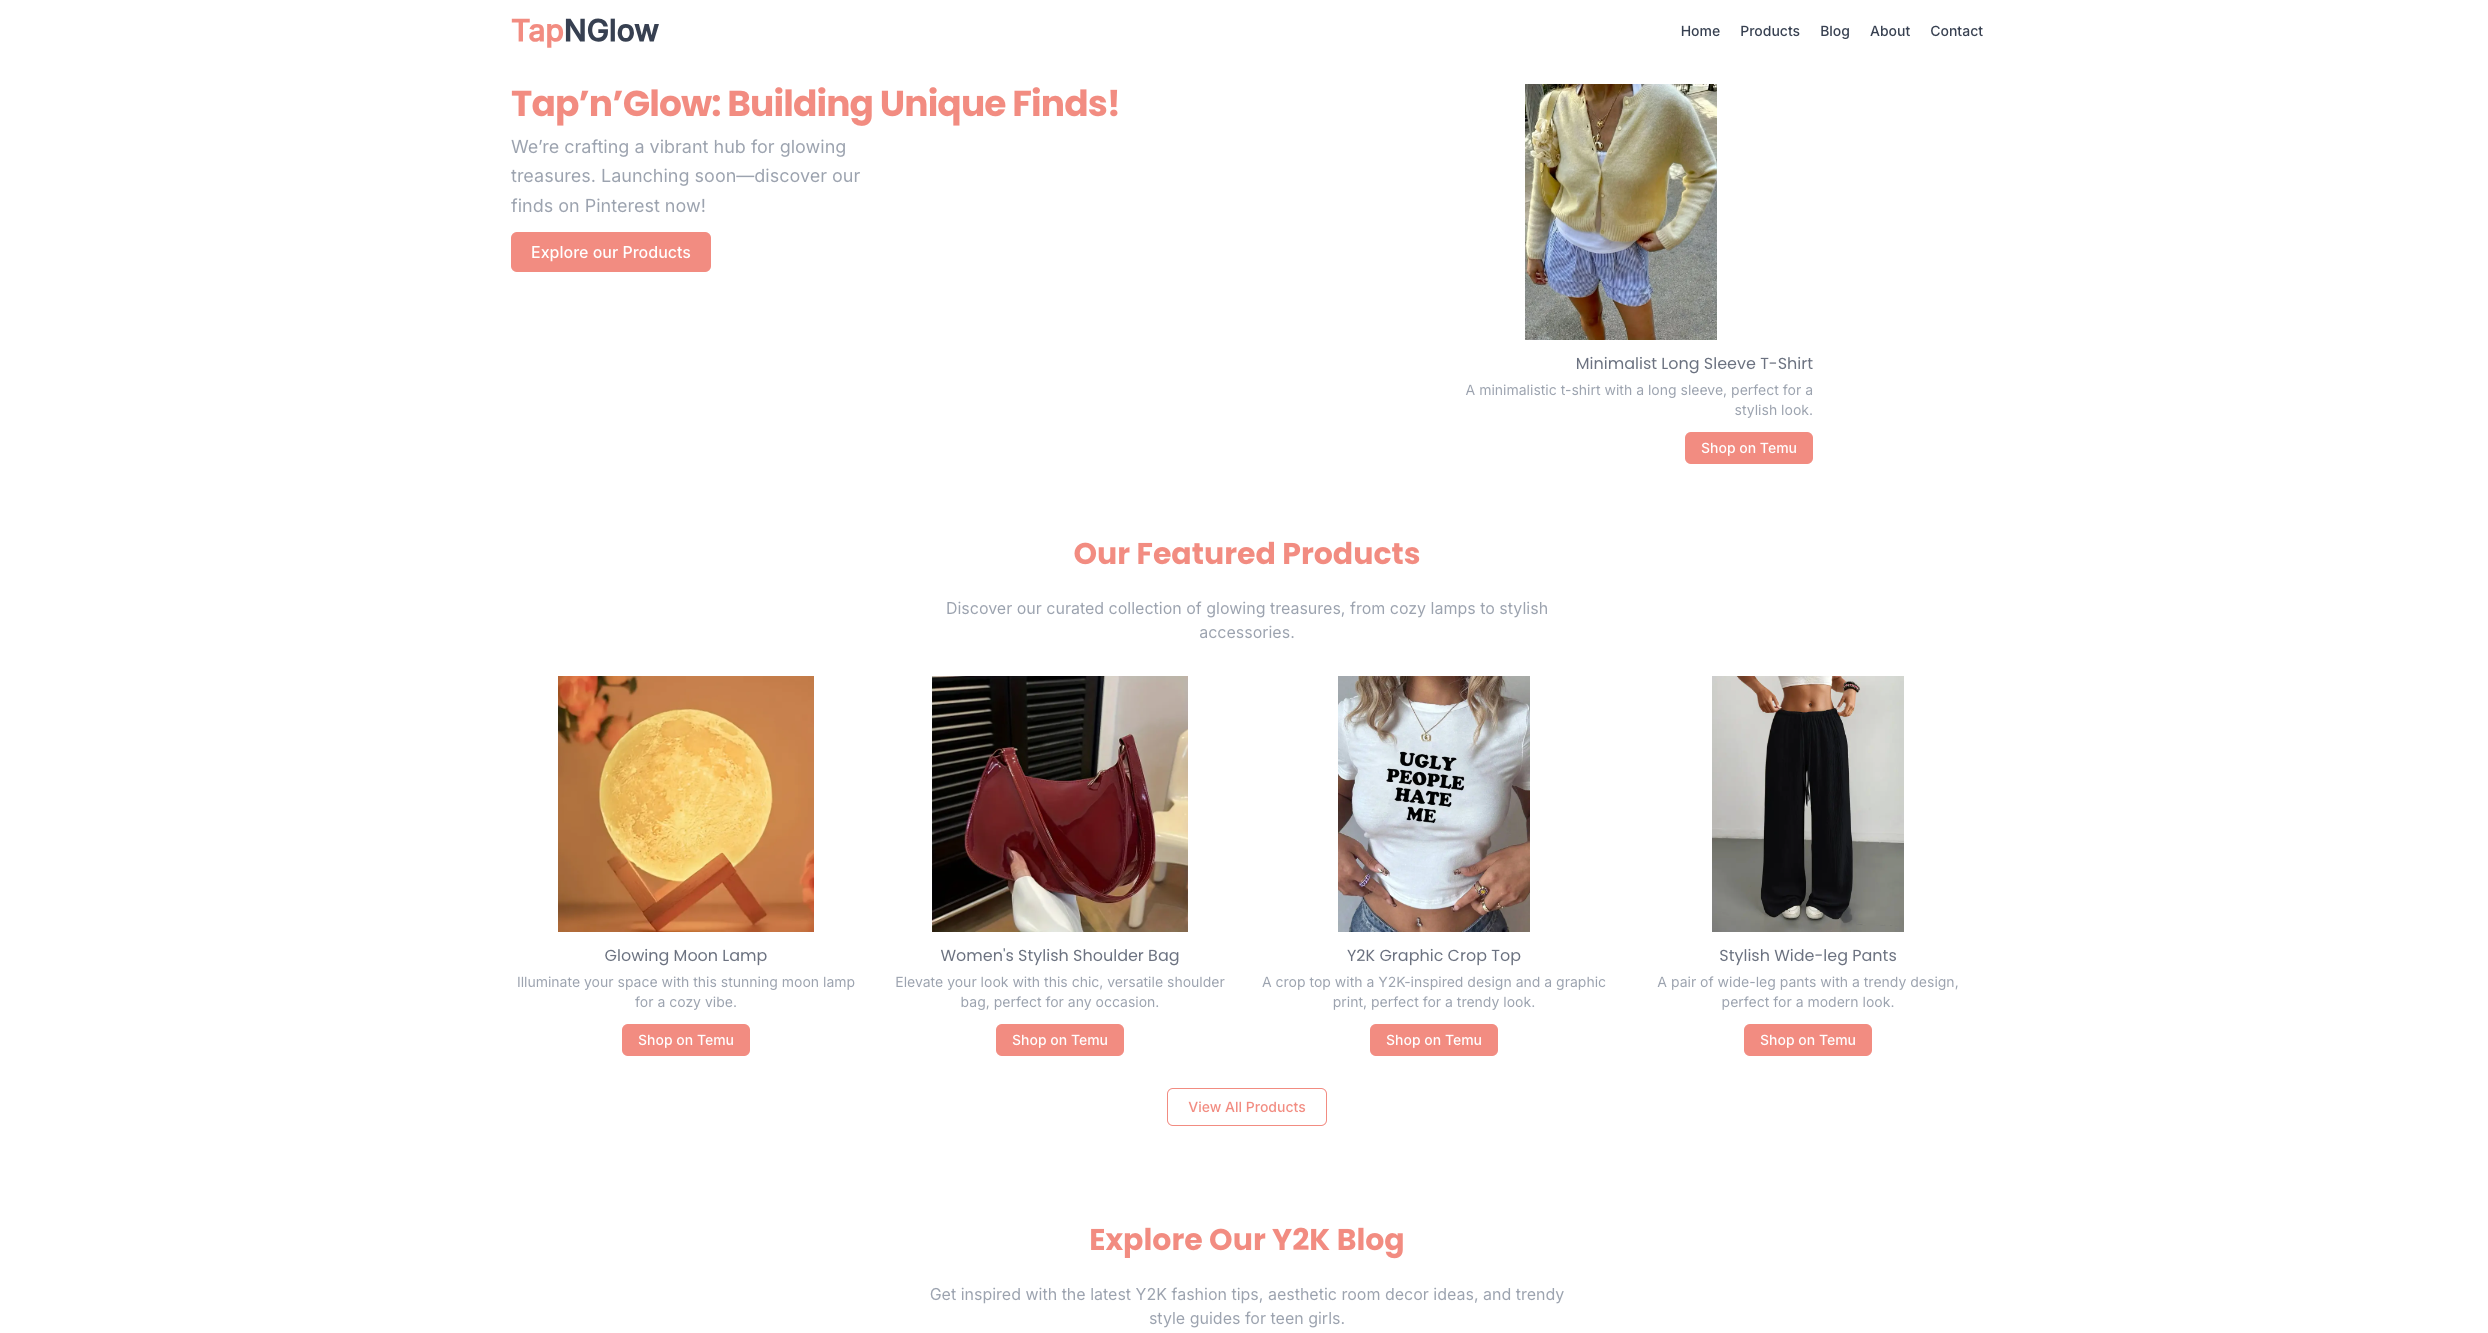 TapNGlow
Home Products Blog About Contact
Tap’n’Glow: Building Unique Finds!
We’re crafting a vibrant hub for glowing
treasures. Launching soon—discover our
finds on Pinterest now!
Explore our Products
Minimalist Long Sleeve T-Shirt
A minimalistic t-shirt with a long sleeve, perfect for a
stylish look.
Shop on Temu
Our Featured Products
Discover our curated collection of glowing treasures, from cozy lamps to stylish
accessories.
Glowing Moon Lamp
Illuminate your space with this stunning moon lamp
for a cozy vibe.
Shop on Temu
Women's Stylish Shoulder Bag
Elevate your look with this chic, versatile shoulder
bag, perfect for any occasion.
Shop on Temu
UGLY
PEOPLE
HATE
ME
Y2K Graphic Crop Top
A crop top with a Y2K-inspired design and a graphic
print, perfect for a trendy look.
Shop on Temu
Stylish Wide-leg Pants
A pair of wide-leg pants with a trendy design,
perfect for a modern look.
Shop on Temu
View All Products
Explore Our Y2K Blog
Get inspired with the latest Y2K fashion tips, aesthetic room decor ideas, and trendy
style guides for teen girls.